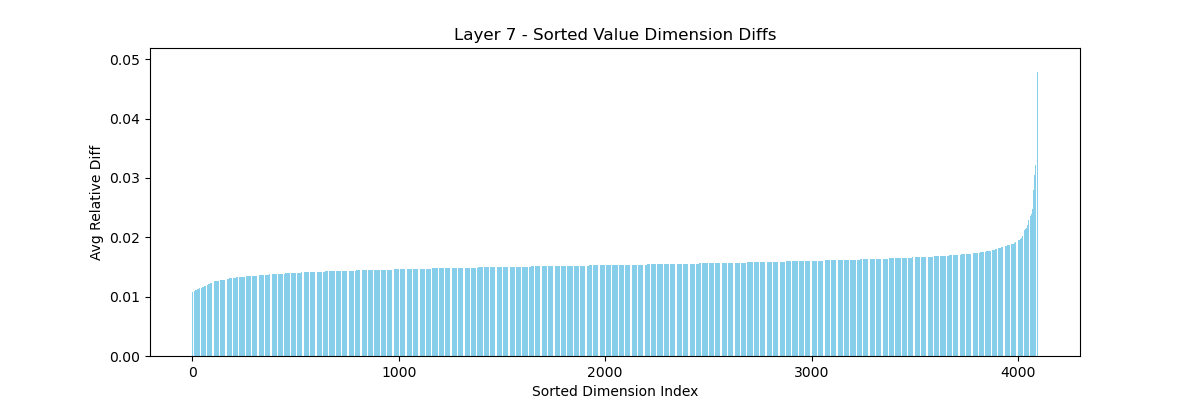 Layer 7 - Sorted Value Dimension Diffs
0.05
0.04
0.03
0.02
0.01
0.00
Avg Relative Diff
0 1000 2000 3000 4000
Sorted Dimension Index